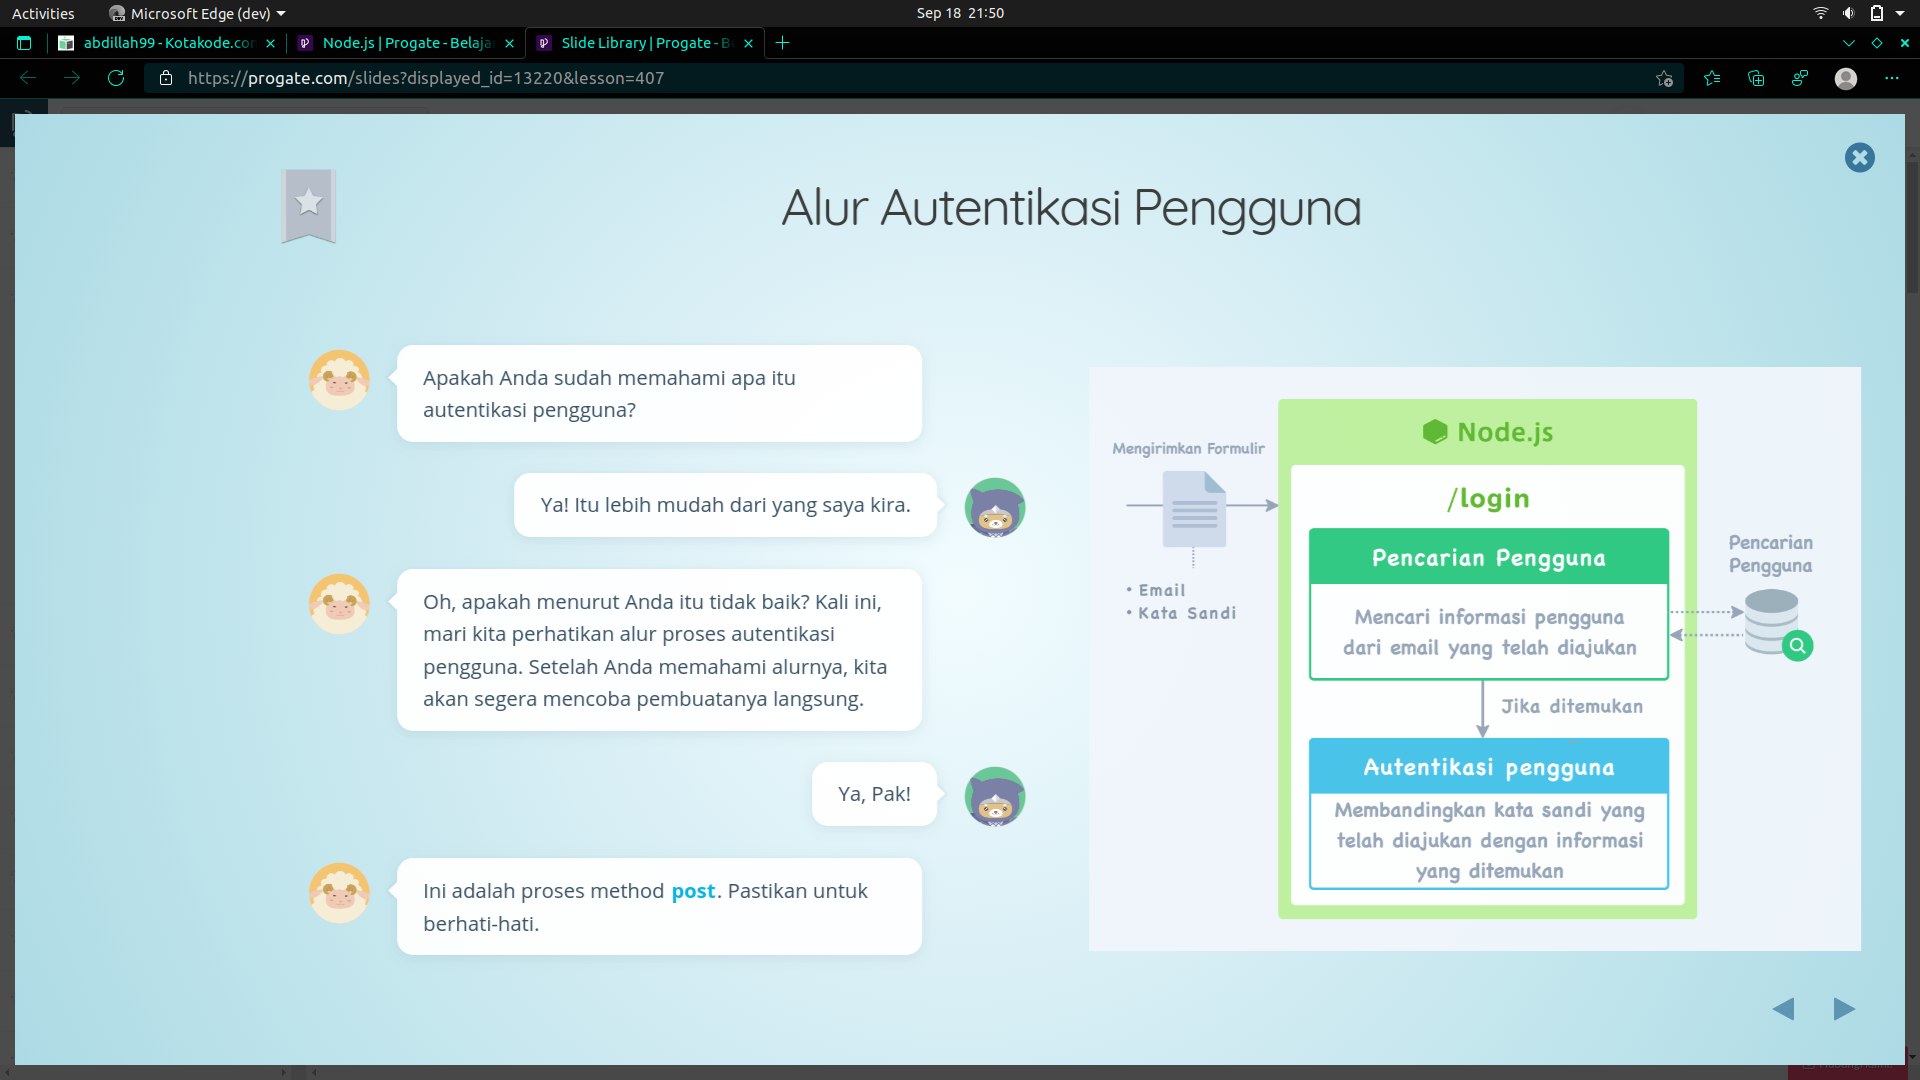 Activities
Microsoft Edge (dev)
Sep 18 21:50
abdillah99 - Kotakode.co
Node.js | Progate - Belaja
Slide Library | Progate - B
https://progate.com/slides?displayed_id=13220&lesson=407
Alur Autentikasi Pengguna
Apakah Anda sudah memahami apa itu
autentikasi pengguna?
Ya! Itu lebih mudah dari yang saya kira.
Oh, apakah menurut Anda itu tidak baik? Kali ini,
mari kita perhatikan alur proses autentikasi
pengguna. Setelah Anda memahami alurnya, kita
akan segera mencoba pembuatanya langsung.
Ya, Pak!
Ini adalah proses method post. Pastikan untuk
berhati-hati.
Mengirimkan Formulir
• Email
• Kata Sandi
Node.js
/login
Pencarian Pengguna
Mencari informasi pengguna
dari email yang telah diajukan
Pencarian
Pengguna
Jika ditemukan
Autentikasi pengguna
Membandingkan kata sandi yang
telah diajukan dengan informasi
yang ditemukan